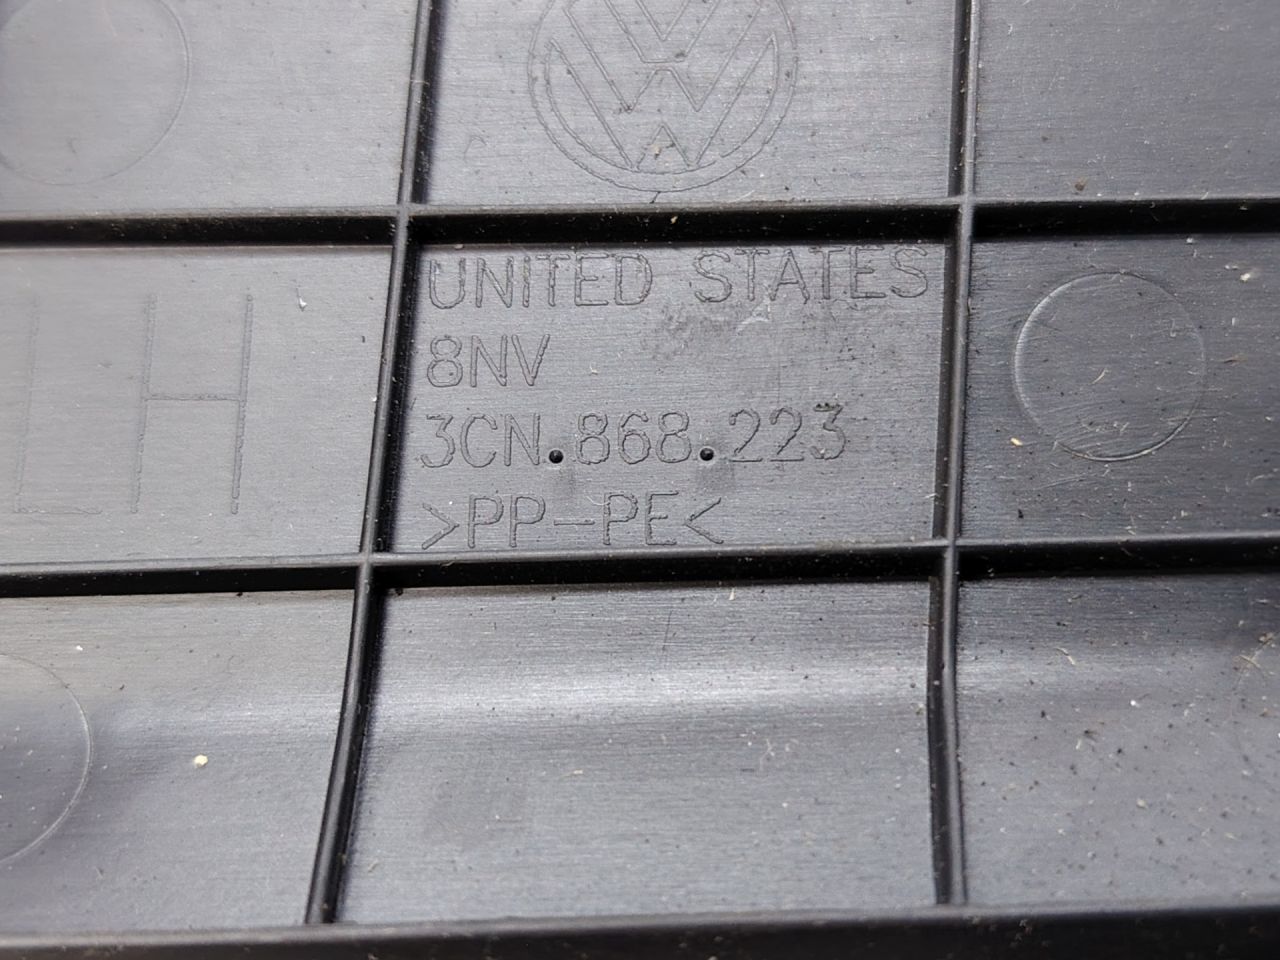 UNITED STATES
8NV
LH
3CN.868.223
>PP-PE<